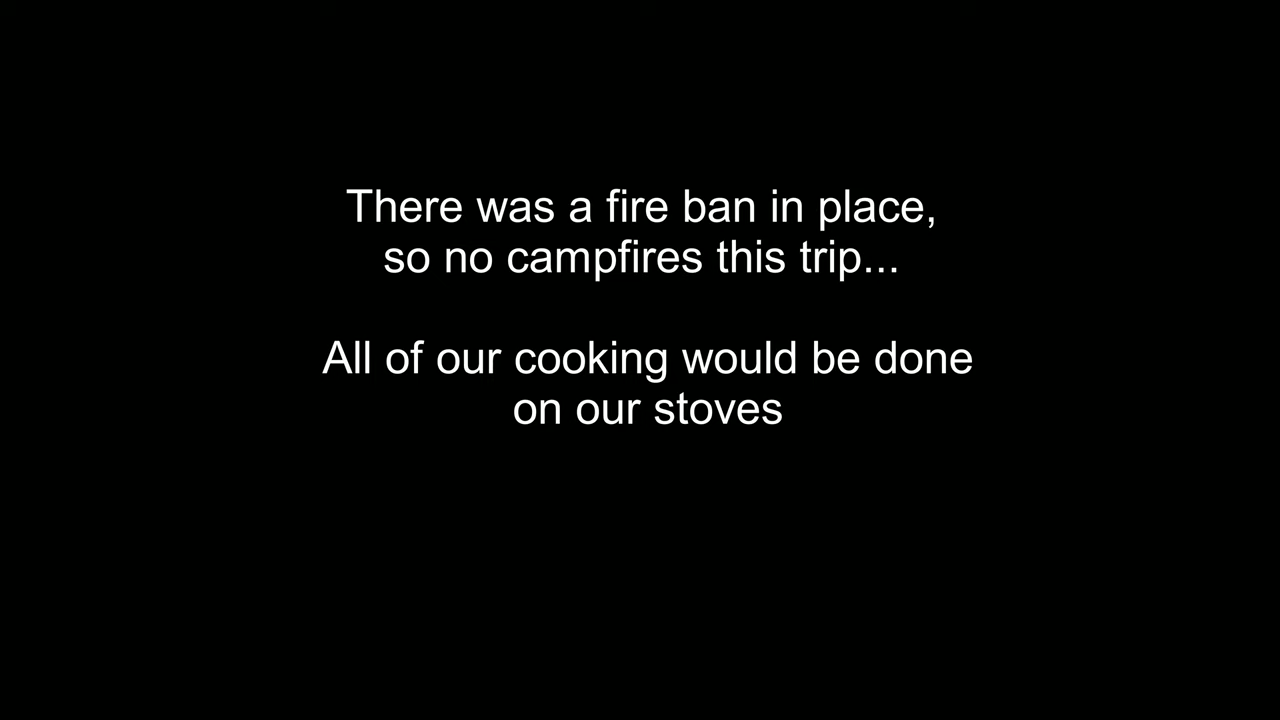 There was a fire ban in place,
so no campfires this trip...
All of our cooking would be done
on our stoves